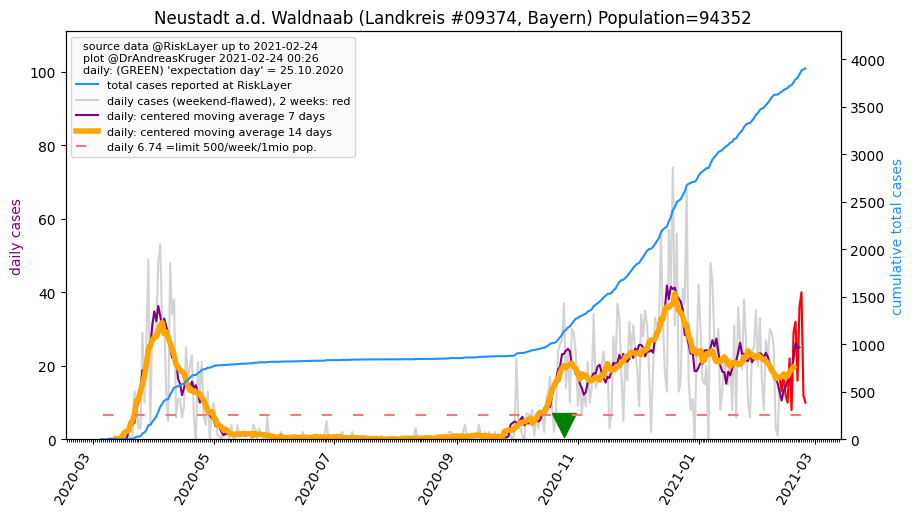 Neustadt a.d. Waldnaab (Landkreis #09374, Bayern) Population=94352
source data @RiskLayer up to 2021-02-24
plot @DrAndreasKruger 2021-02-24 00:26
daily: (GREEN) 'expectation day' = 25.10.2020
total cases reported at RiskLayer
daily cases (weekend-flawed), 2 weeks: red
daily: centered moving average 7 days
daily: centered moving average 14 days
daily 6.74 =limit 500/week/1mio pop.
daily cases
100
80
60
40
20
0
cumulative total cases
4000
3500
3000
2500
2000
1500
1000
500
0
2020-03
2020-05
2020-07
2020-09
2020-11
2021-01
2021-03